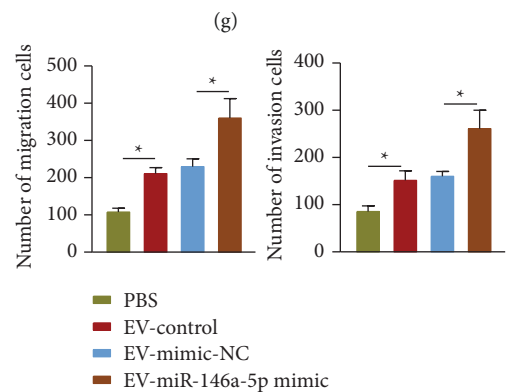 (g)
Number of migration cells
500
400
300
200
100
0
*
*
Number of invasion cells
400
300
200
100
0
*
*
PBS
EV-control
EV-mimic-NC
EV-miR-146a-5p mimic